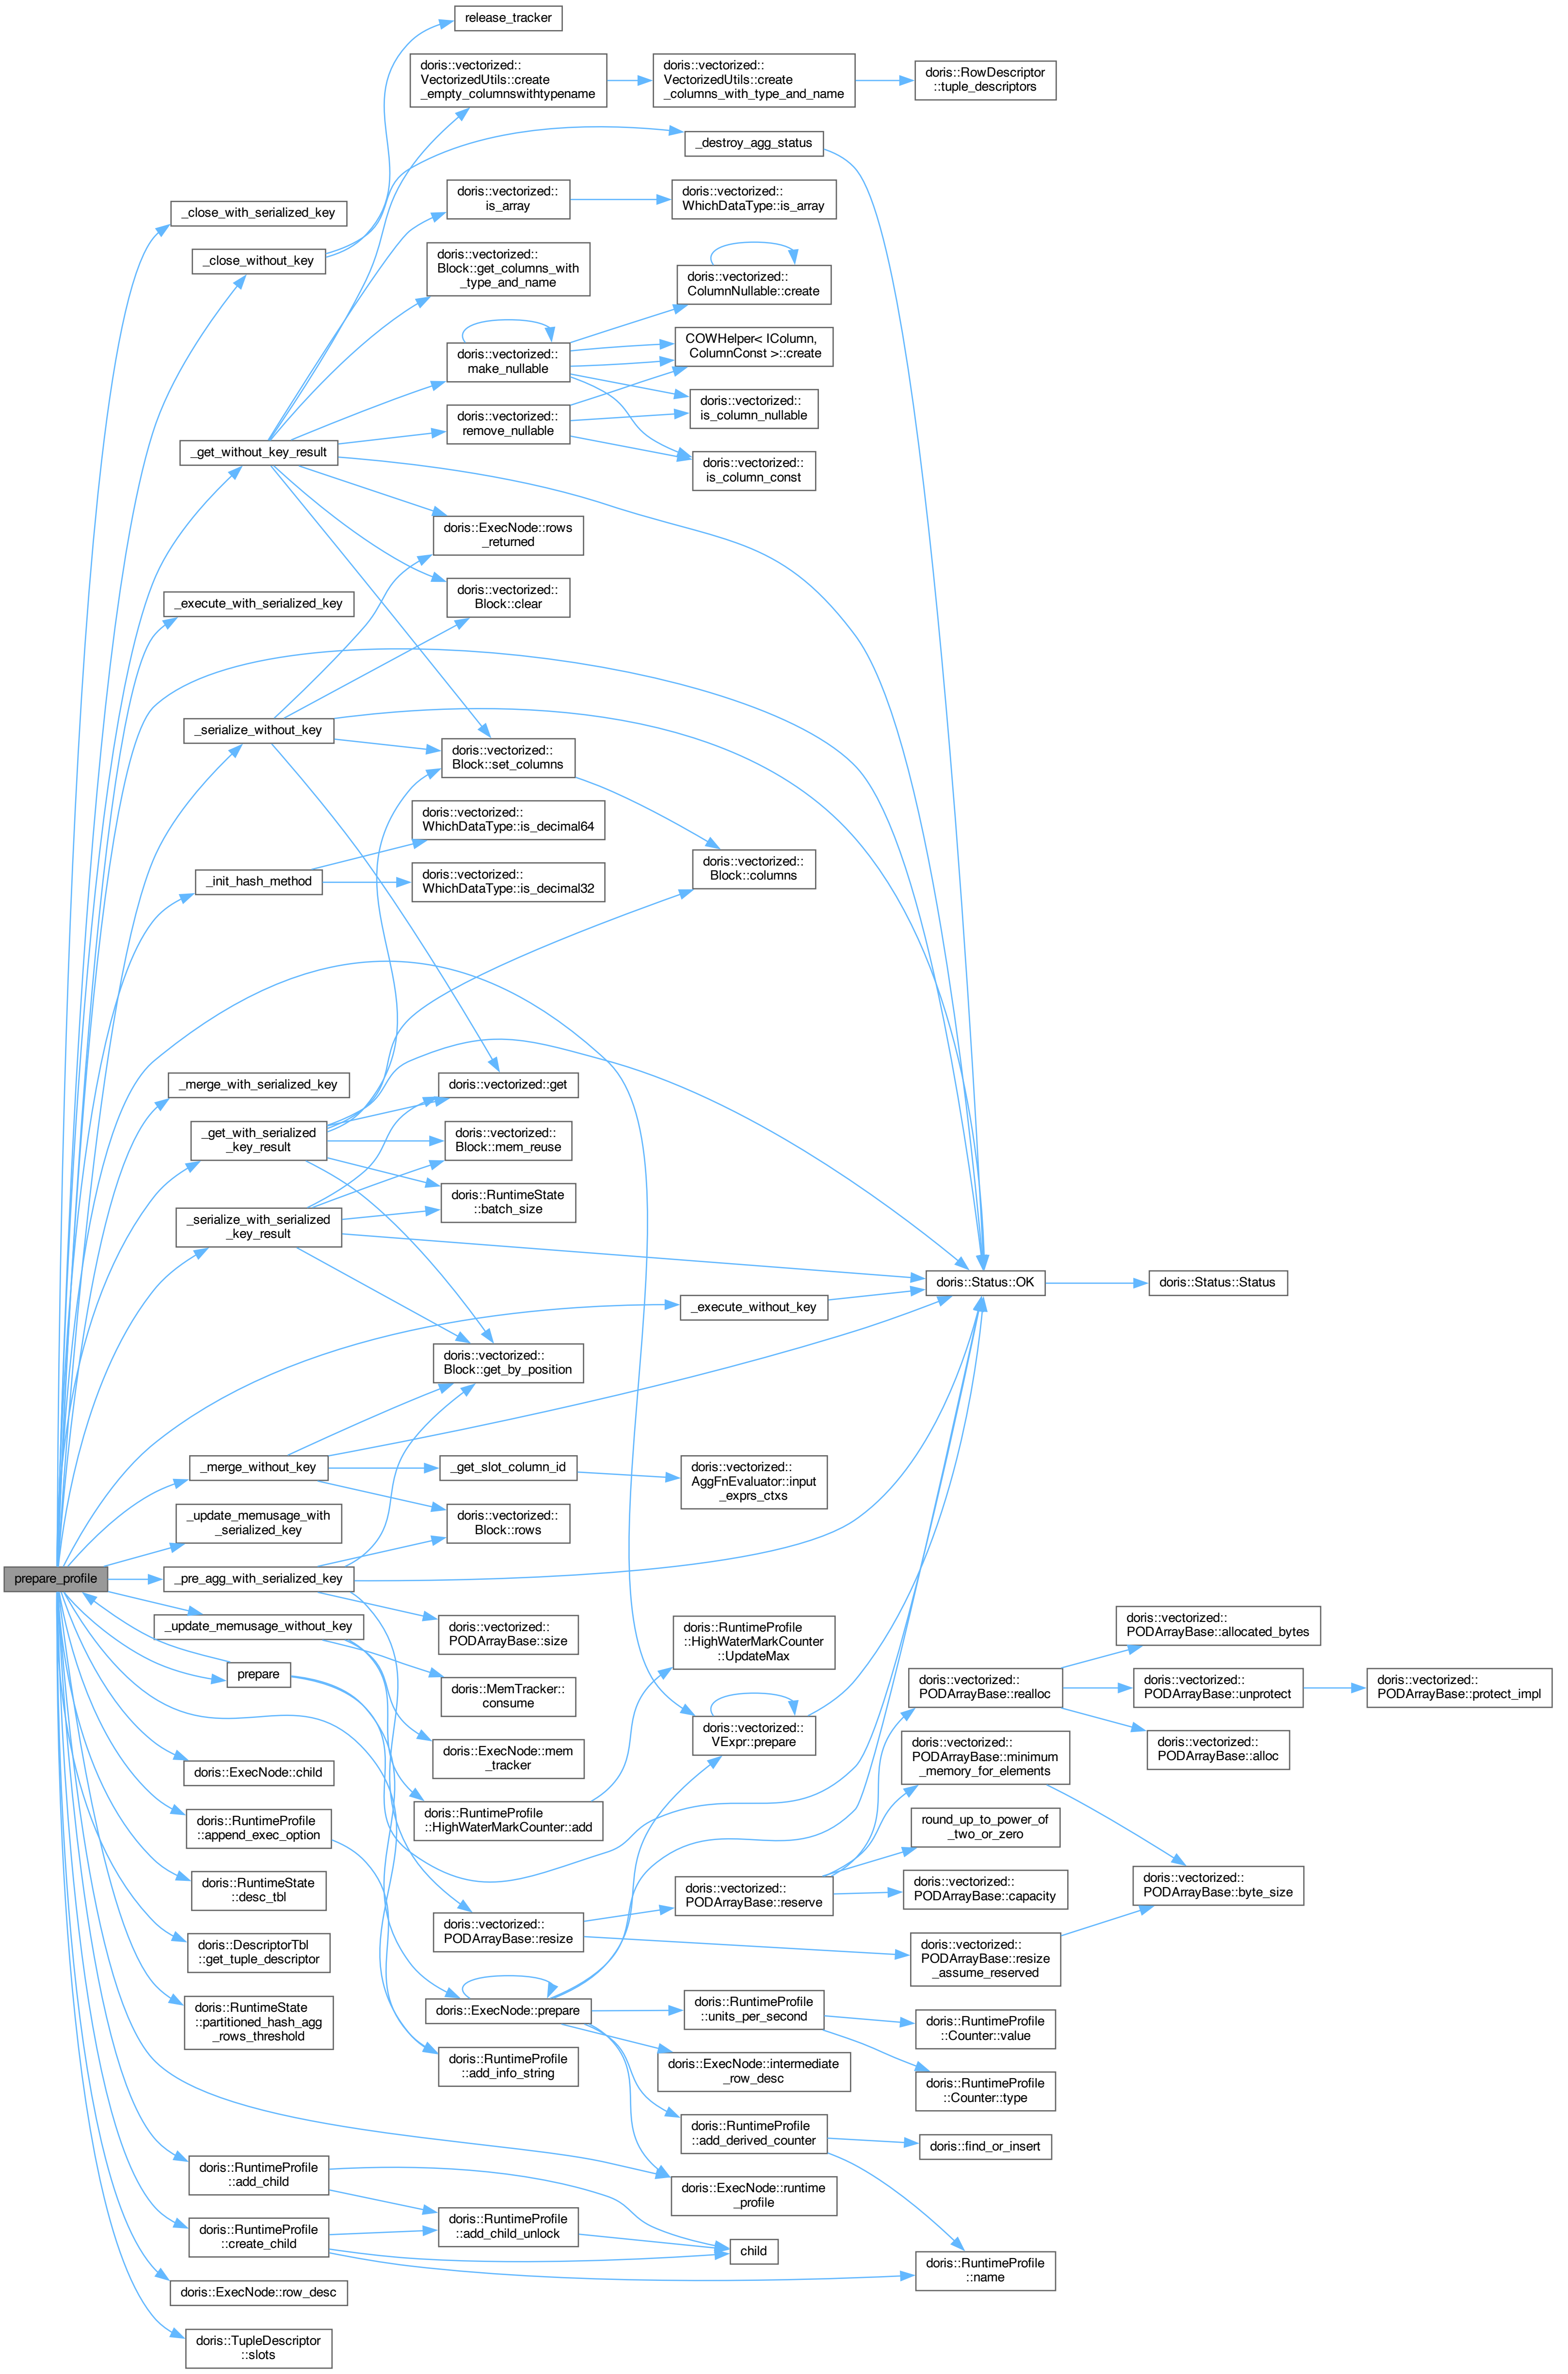 release_tracker
doris::vectorized::
VectorizedUtils::create
_empty_columnswithtypename
doris::vectorized::
VectorizedUtils::create
_columns_with_type_and_name
doris::RowDescriptor
::tuple_descriptors
_destroy_agg_status
_close_with_serialized_key
doris::vectorized::
is_array
doris::vectorized::
WhichDataType::is_array
_close_without_key
doris::vectorized::
Block::get_columns_with
_type_and_name
doris::vectorized::
ColumnNullable::create
doris::vectorized::
make_nullable
COWHelper< IColumn,
ColumnConst >::create
doris::vectorized::
is_column_nullable
doris::vectorized::
remove_nullable
_get_without_key_result
doris::vectorized::
is_column_const
doris::ExecNode::rows
_returned
_execute_with_serialized_key
doris::vectorized::
Block::clear
_serialize_without_key
doris::vectorized::
Block::set_columns
doris::vectorized::
WhichDataType::is_decimal64
doris::vectorized::
Block::columns
_init_hash_method
doris::vectorized::
WhichDataType::is_decimal32
_merge_with_serialized_key
doris::vectorized::get
_get_with_serialized
_key_result
doris::vectorized::
Block::mem_reuse
doris::RuntimeState
::batch_size
_serialize_with_serialized
_key_result
doris::Status::OK
doris::Status::Status
_execute_without_key
doris::vectorized::
Block::get_by_position
_merge_without_key
_get_slot_column_id
doris::vectorized::
AggFnEvaluator::input
_exprs_ctxs
_update_memusage_with
_serialized_key
doris::vectorized::
Block::rows
prepare_profile
_pre_agg_with_serialized_key
_update_memusage_without_key
doris::vectorized::
PODArrayBase::size
doris::RuntimeProfile
::HighWaterMarkCounter
::UpdateMax
doris::vectorized::
PODArrayBase::allocated_bytes
prepare
doris::MemTracker::
consume
doris::vectorized::
PODArrayBase::realloc
doris::vectorized::
PODArrayBase::unprotect
doris::vectorized::
PODArrayBase::protect_impl
doris::vectorized::
VExpr::prepare
doris::ExecNode::mem
_tracker
doris::vectorized::
PODArrayBase::minimum
_memory_for_elements
doris::vectorized::
PODArrayBase::alloc
doris::ExecNode::child
doris::RuntimeProfile
::HighWaterMarkCounter::add
doris::RuntimeProfile
::append_exec_option
round_up_to_power_of
_two_or_zero
doris::RuntimeState
::desc_tbl
doris::vectorized::
PODArrayBase::reserve
doris::vectorized::
PODArrayBase::capacity
doris::vectorized::
PODArrayBase::byte_size
doris::DescriptorTbl
::get_tuple_descriptor
doris::vectorized::
PODArrayBase::resize
doris::vectorized::
PODArrayBase::resize
_assume_reserved
doris::RuntimeState
::partitioned_hash_agg
_rows_threshold
doris::ExecNode::prepare
doris::RuntimeProfile
::units_per_second
doris::RuntimeProfile
::Counter::value
doris::RuntimeProfile
::add_info_string
doris::ExecNode::intermediate
_row_desc
doris::RuntimeProfile
::Counter::type
doris::RuntimeProfile
::add_derived_counter
doris::find_or_insert
doris::RuntimeProfile
::add_child
doris::ExecNode::runtime
_profile
doris::RuntimeProfile
::create_child
doris::RuntimeProfile
::add_child_unlock
child
doris::RuntimeProfile
::name
doris::ExecNode::row_desc
doris::TupleDescriptor
::slots